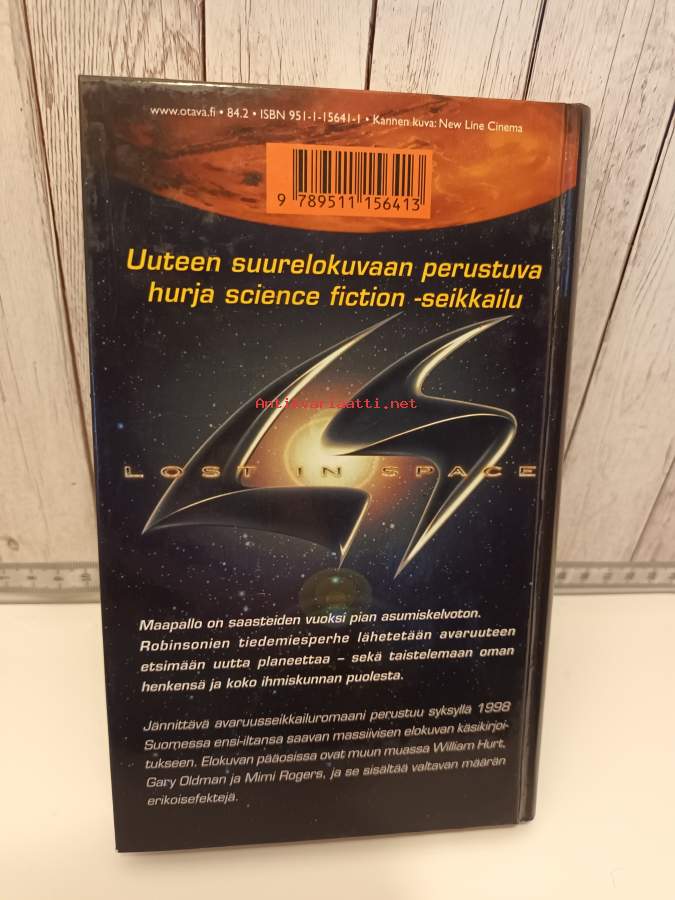 www.otava.fi • 84.2 • ISBN 951-1-15641-1 • Kannen kuva: New Line Cinema
9 789511 156413
Uuteen suurelokuvaan perustuva
hurja science fiction -seikkailu
Antikvariaatti.net
LOST IN SPACE
Maapallo on saasteiden vuoksi pian asumiskelvoton.
Robinsonien tiedemiesperhe lähetetään avaruuteen
etsimään uutta planeettaa – sekä taistelemaan oman
henkensä ja koko ihmiskunnan puolesta.
Jännittävä avaruusseikkailuromaani perustuu syksyllä 1998
Suomessa ensi-iltansa saavan massiivisen elokuvan käsikirjoi-
tukseen. Elokuvan pääosissa ovat muun muassa William Hurt,
Gary Oldman ja Mimi Rogers, ja se sisältää valtavan määrän
erikoisefektejä.